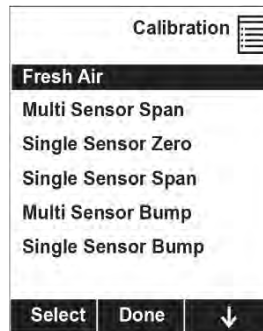 Calibration
Fresh Air
Multi Sensor Span
Single Sensor Zero
Single Sensor Span
Multi Sensor Bump
Single Sensor Bump
Select Done ↓